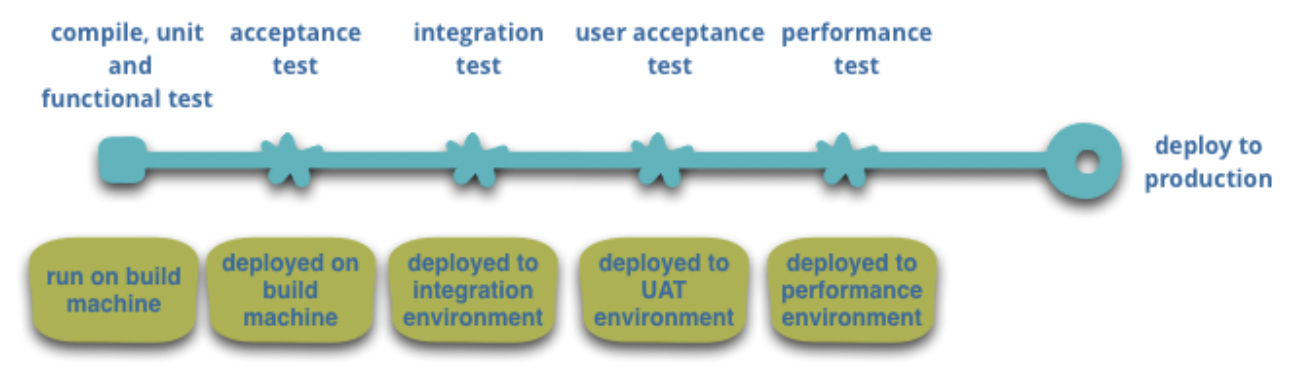 compile, unit
and
functional test
acceptance
test
integration
test
user acceptance
test
performance
test
deploy to
production
run on build
machine
deployed on
build
machine
deployed to
integration
environment
deployed to
UAT
environment
deployed to
performance
environment